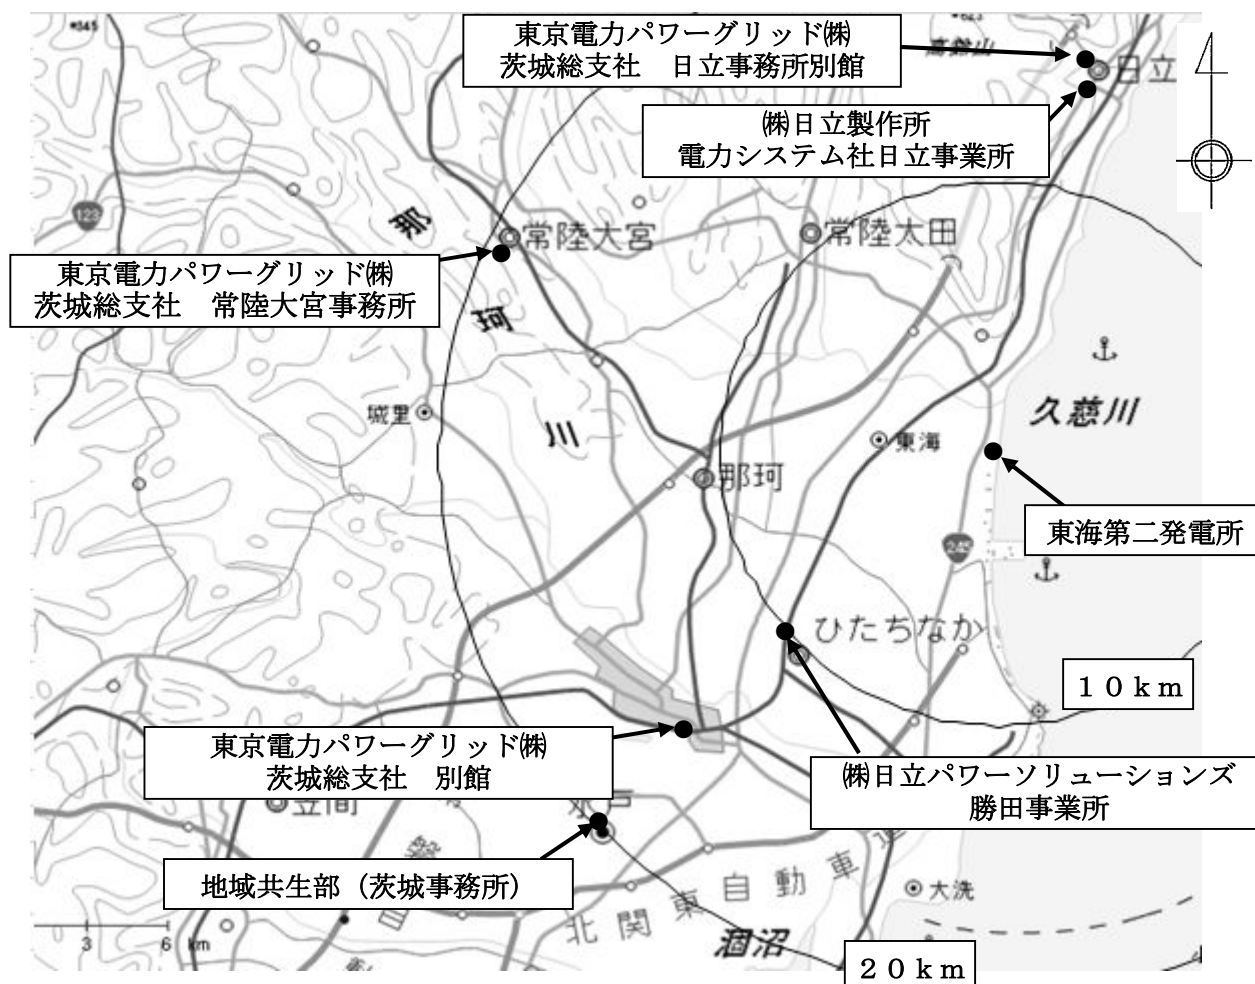 東京電力パワーグリッド㈱
茨城総支社　日立事務所別館
日立
㈱日立製作所
電力システム社日立事業所
123
那
珂
川
常陸大宮
常陸太田
東京電力パワーグリッド㈱
茨城総支社　常陸大宮事務所
城里
久慈川
東海
那珂
東海第二発電所
245
ひたちなか
１０ｋｍ
東京電力パワーグリッド㈱
茨城総支社　別館
㈱日立パワーソリューションズ
勝田事業所
笠間
地域共生部（茨城事務所）
北関東自動車道
大洗
涸沼
3
6 km
２０ｋｍ